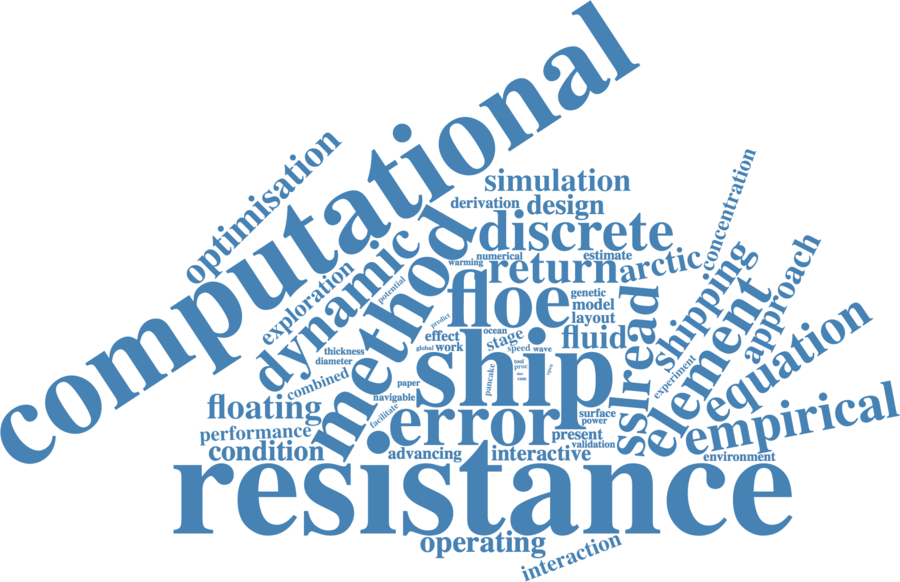 computational
optimisation
simulation
derivation
design
concentration
discrete
method
dynamic
numerical
estimate
warming
return
arctic
exploration
potential
floe
genetic
model
layout
shipping
approach
predict
ocean
effect
stage
fluid
sslread
element
global
work
speed
wave
thickness
diameter
ship
tool
proc
pancake
experiment
equation
combined
paper
navigable
facilitate
floating
error
surface
power
empirical
performance
present
validation
condition
advancing
interactive
environment
resistance
operating
interaction